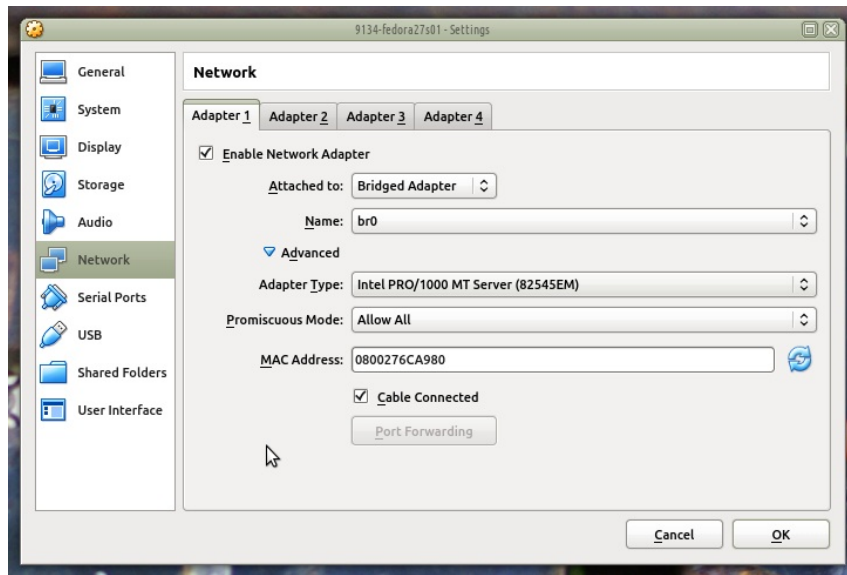 9134-fedora27s01 - Settings
General
System
Display
Storage
Audio
Network
Serial Ports
USB
Shared Folders
User Interface
Network
Adapter 1 Adapter 2 Adapter 3 Adapter 4
Enable Network Adapter
Attached to: Bridged Adapter
Name: br0
Advanced
Adapter Type: Intel PRO/1000 MT Server (82545EM)
Promiscuous Mode: Allow All
MAC Address: 0800276CA980
Cable Connected
Port Forwarding
Cancel OK